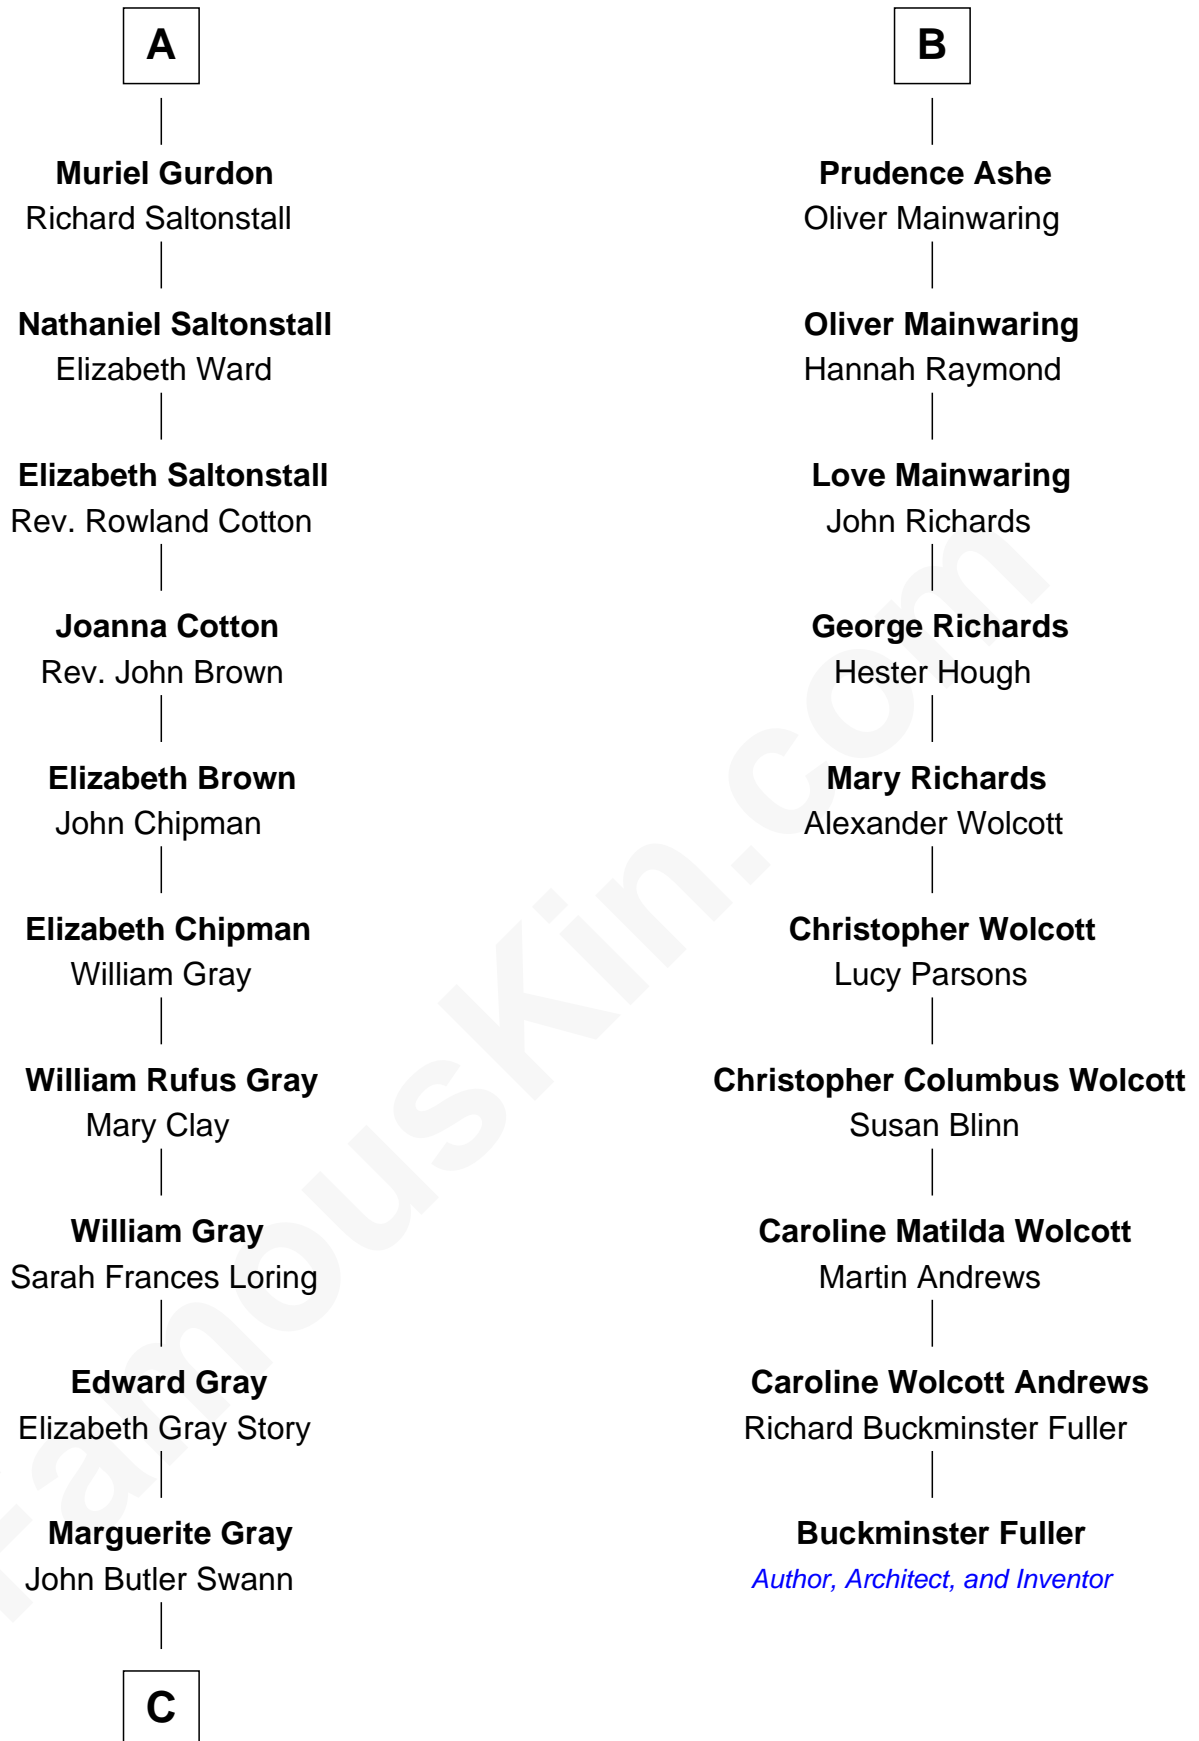 A
Muriel Gurdon
Richard Saltonstall
Nathaniel Saltonstall
Elizabeth Ward
Elizabeth Saltonstall
Rev. Rowland Cotton
Joanna Cotton
Rev. John Brown
Elizabeth Brown
John Chipman
Elizabeth Chipman
William Gray
William Rufus Gray
Mary Clay
William Gray
Sarah Frances Loring
Edward Gray
Elizabeth Gray Story
Marguerite Gray
John Butler Swann
C
B
Prudence Ashe
Oliver Mainwaring
Oliver Mainwaring
Hannah Raymond
Love Mainwaring
John Richards
George Richards
Hester Hough
Mary Richards
Alexander Wolcott
Christopher Wolcott
Lucy Parsons
Christopher Columbus Wolcott
Susan Blinn
Caroline Matilda Wolcott
Martin Andrews
Caroline Wolcott Andrews
Richard Buckminster Fuller
Buckminster Fuller
Author, Architect, and Inventor
FamousKin.com